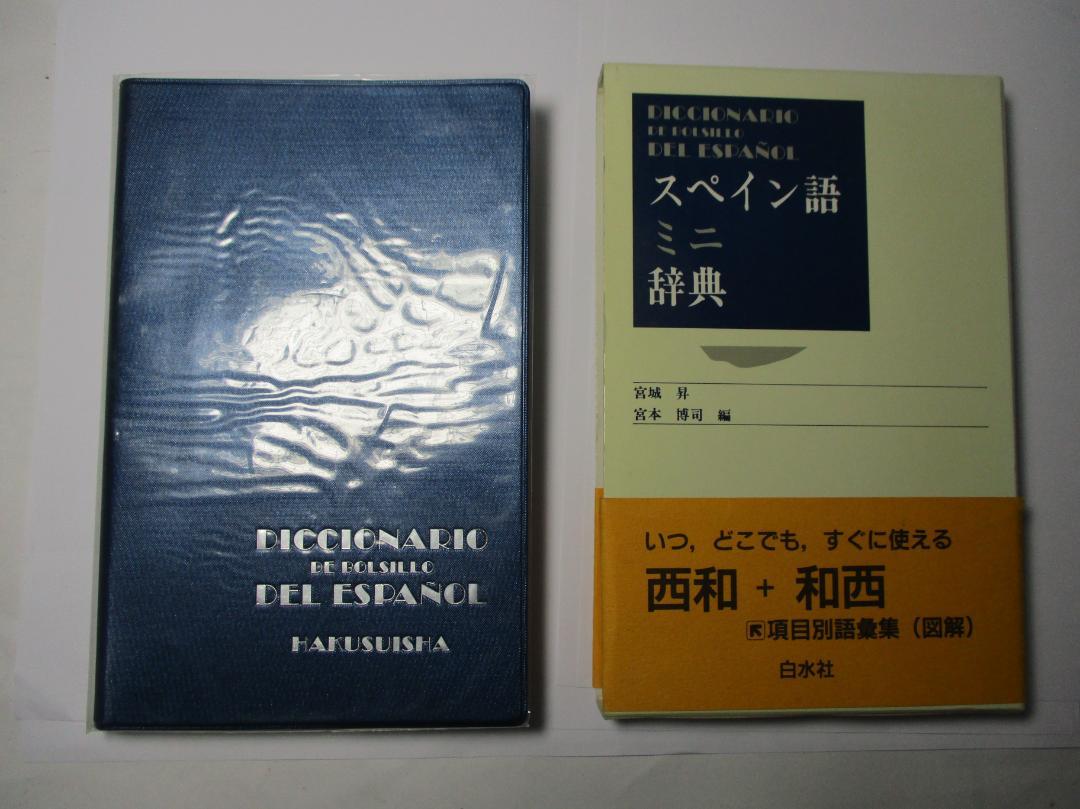 DICCIONARIO
DE BOLSILLO
DEL ESPAÑOL
HAKUSUISHA
DICCIONARIO
DE BOLSILLO
DEL ESPAÑOL
スペイン語
ミニ
辞典
宮城 昇
宮本 博司 編
いつ，どこでも，すぐに使える
西和 + 和西
項目別語彙集（図解）
白水社